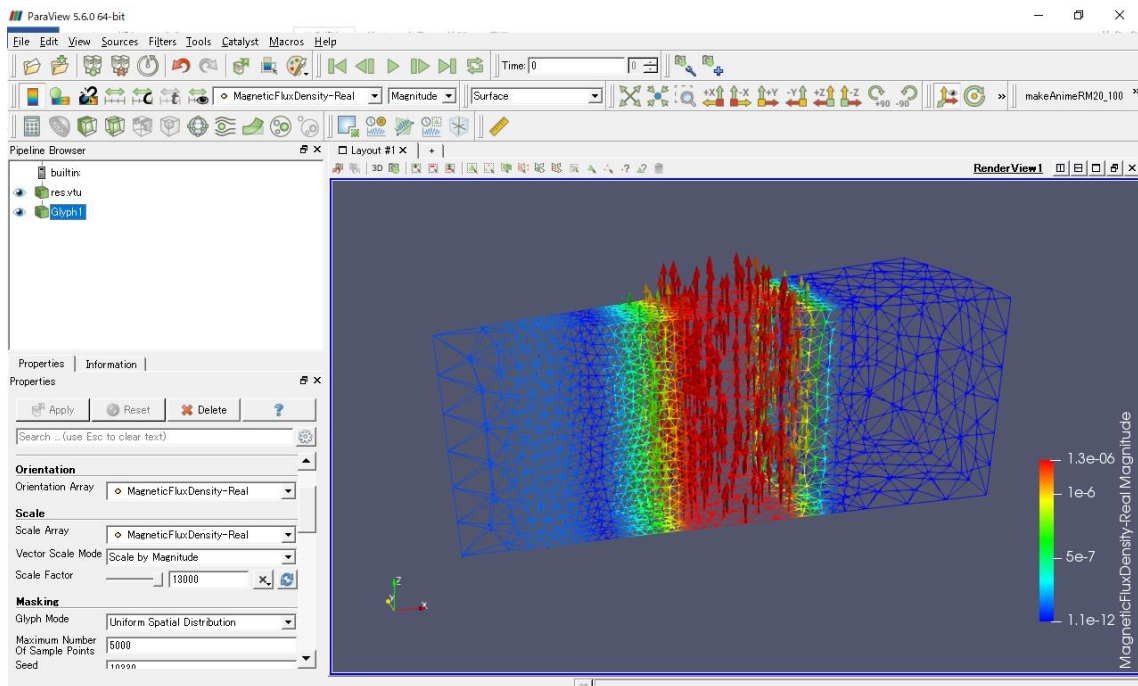 ParaView 5.6.0 64-bit
File Edit View Sources Filters Tools Catalyst Macros Help
Time: 0 0
MagneticFluxDensity-Real Magnitude Surface +X -X +Y -Y +Z -Z +90 -90 » makeAnimeRM20_100 »
Pipeline Browser
Layout #1 × +
builtin:
3D
RenderView1
res.vtu
Glyph1
Properties Information
Properties
Apply Reset Delete ?
Search ... (use Esc to clear text)
Orientation
Orientation Array MagneticFluxDensity-Real
Scale
Scale Array MagneticFluxDensity-Real
Vector Scale Mode Scale by Magnitude
Scale Factor 13000
Masking
Glyph Mode Uniform Spatial Distribution
Maximum Number
Of Sample Points 5000
Seed
Z
Y
X
1.3e-06
1e-6
5e-7
1.1e-12
MagneticFluxDensity-Real Magnitude